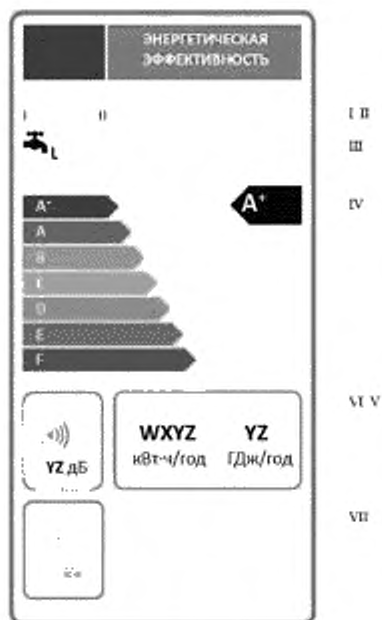 ЭНЕРГЕТИЧЕСКАЯ
ЭФФЕКТИВНОСТЬ
I II
I II
III
L
A+
A+
IV
A
B
C
D
E
F
VI V
WXYZ YZ
YZ дБ
кВт·ч/год ГДж/год
VII